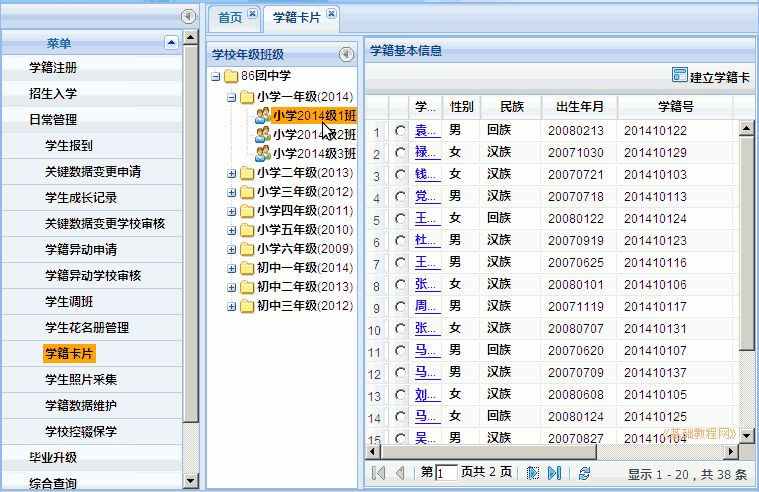 首页
学籍卡片
菜单
学籍注册
招生入学
日常管理
学生报到
关键数据变更申请
学生成长记录
关键数据变更学校审核
学籍异动申请
学籍异动学校审核
学生调班
学生花名册管理
学籍卡片
学生照片采集
学籍数据维护
学校控辍保学
毕业升级
综合查询
学校年级班级
86团中学
小学一年级(2014)
小学2014级1班
小学2014级2班
小学2014级3班
小学二年级(2013)
小学三年级(2012)
小学四年级(2011)
小学五年级(2010)
小学六年级(2009)
初中一年级(2014)
初中二年级(2013)
初中三年级(2012)
学籍基本信息
建立学籍卡
学... 性别 民族 出生年月 学籍号
1 袁... 男 回族 20080213 201410122
2 禄... 女 汉族 20071030 201410129
3 钱... 女 汉族 20070721 201410103
4 党... 男 汉族 20070718 201410113
5 王... 女 回族 20080122 201410124
6 杜... 男 汉族 20070919 201410123
7 王... 男 汉族 20070625 201410116
8 张... 女 汉族 20080101 201410106
9 周... 男 汉族 20071119 201410117
10 张... 女 汉族 20080707 201410131
11 马... 男 回族 20070620 201410107
12 马... 男 汉族 20070709 201410137
13 刘... 女 汉族 20080608 201410105
14 马... 女 回族 20080124 201410125
15 吴... 男 汉族 20070827 201410104
《基础教程网》
第 1 页共 2 页 显示 1 - 20，共 38 条